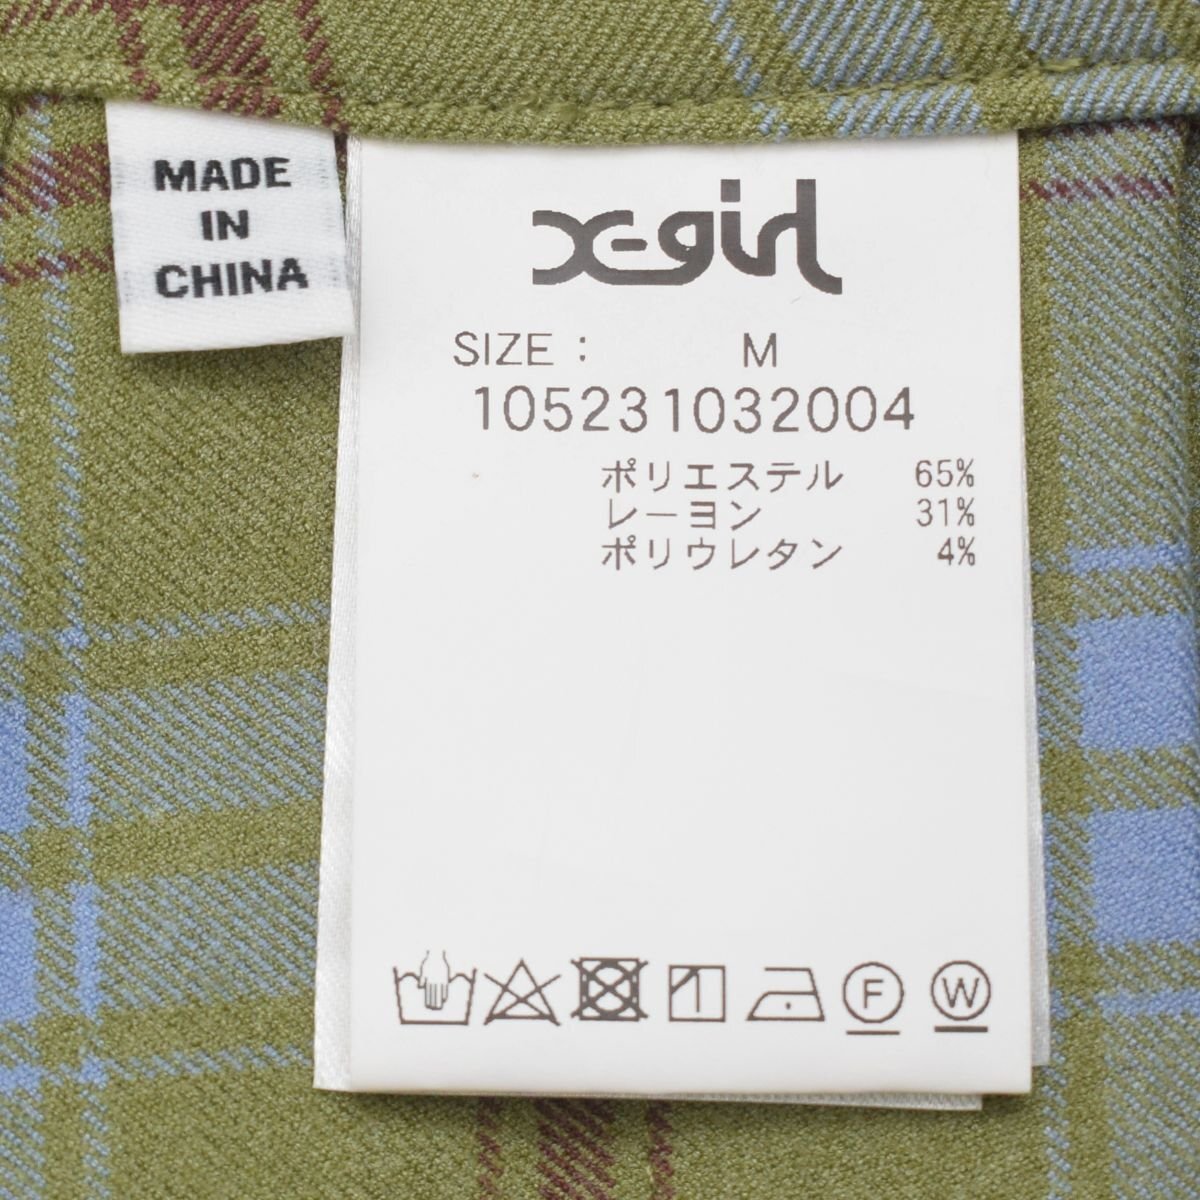 MADE
IN
CHINA
X-girl
SIZE : M
105231032004
ポリエステル 65%
レーヨン 31%
ポリウレタン 4%
F W